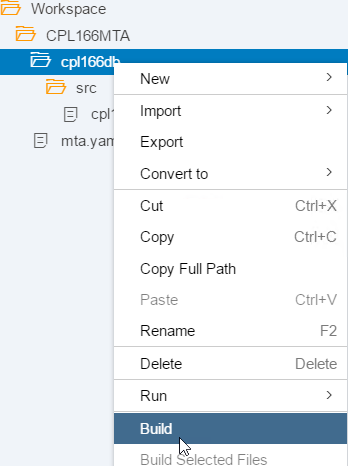 Workspace
CPL166MTA
cpl166db
src
cpl1
mta.yam
New
Import
Export
Convert to
Cut Ctrl+X
Copy Ctrl+C
Copy Full Path
Paste Ctrl+V
Rename F2
Delete Delete
Run
Build
Build Selected Files